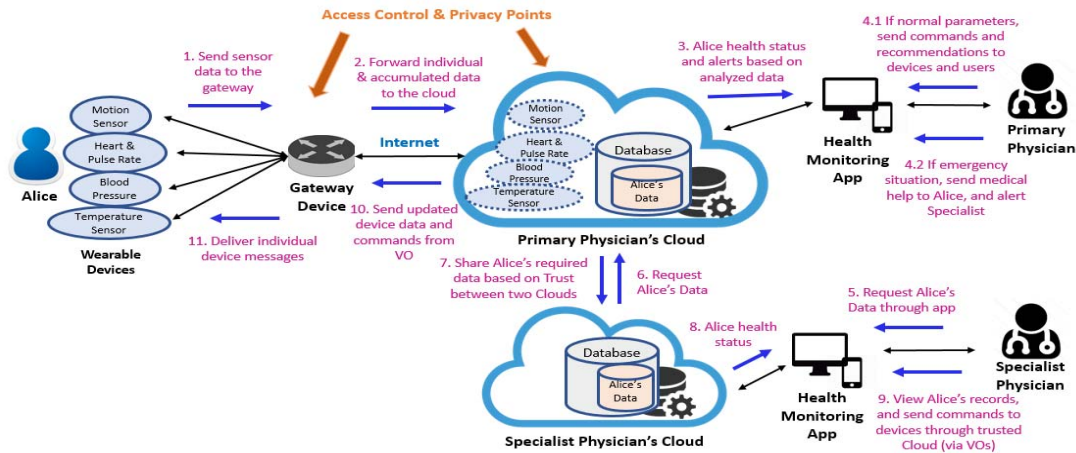 Access Control & Privacy Points
1. Send sensor
data to the
gateway
2. Forward individual
& accumulated data
to the cloud
3. Alice health status
and alerts based on
analyzed data
4.1 If normal parameters,
send commands and
recommendations to
devices and users
Motion
Sensor
Heart &
Pulse Rate
Blood
Pressure
Temperature
Sensor
Alice
Wearable
Devices
Internet
Gateway
Device
Motion
Sensor
Heart &
Pulse Rate
Blood
Pressure
Temperature
Sensor
Database
Alice's
Data
Primary Physician's Cloud
Health
Monitoring
App
Primary
Physician
4.2 If emergency
situation, send medical
help to Alice, and alert
Specialist
10. Send updated
device data and
commands from
VO
11. Deliver individual
device messages
7. Share Alice's required
data based on Trust
between two Clouds
6. Request
Alice's Data
5. Request Alice's
Data through app
8. Alice health
status
Database
Alice's
Data
Specialist Physician's Cloud
Health
Monitoring
App
Specialist
Physician
9. View Alice's records,
and send commands to
devices through trusted
Cloud (via VOs)